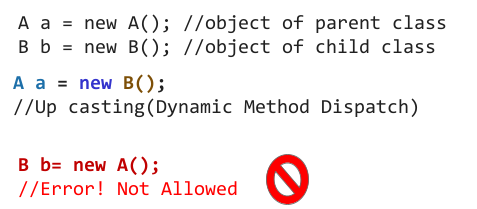 A a = new A(); //object of parent class
B b = new B(); //object of child class
A a = new B();
//Up casting(Dynamic Method Dispatch)
B b= new A();
//Error! Not Allowed